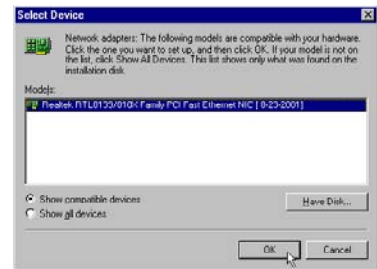 Select Device
Network adapters: The following models are compatible with your hardware.
Click the one you want to set up, and then click OK. If your model is not on
the list, click Show All Devices. This list shows only what was found on the
installation disk.
Models:
Realtek RTL8139/810X Family PCI Fast Ethernet NIC [ 8-23-2001]
Show compatible devices
Show all devices
Have Disk...
OK
Cancel